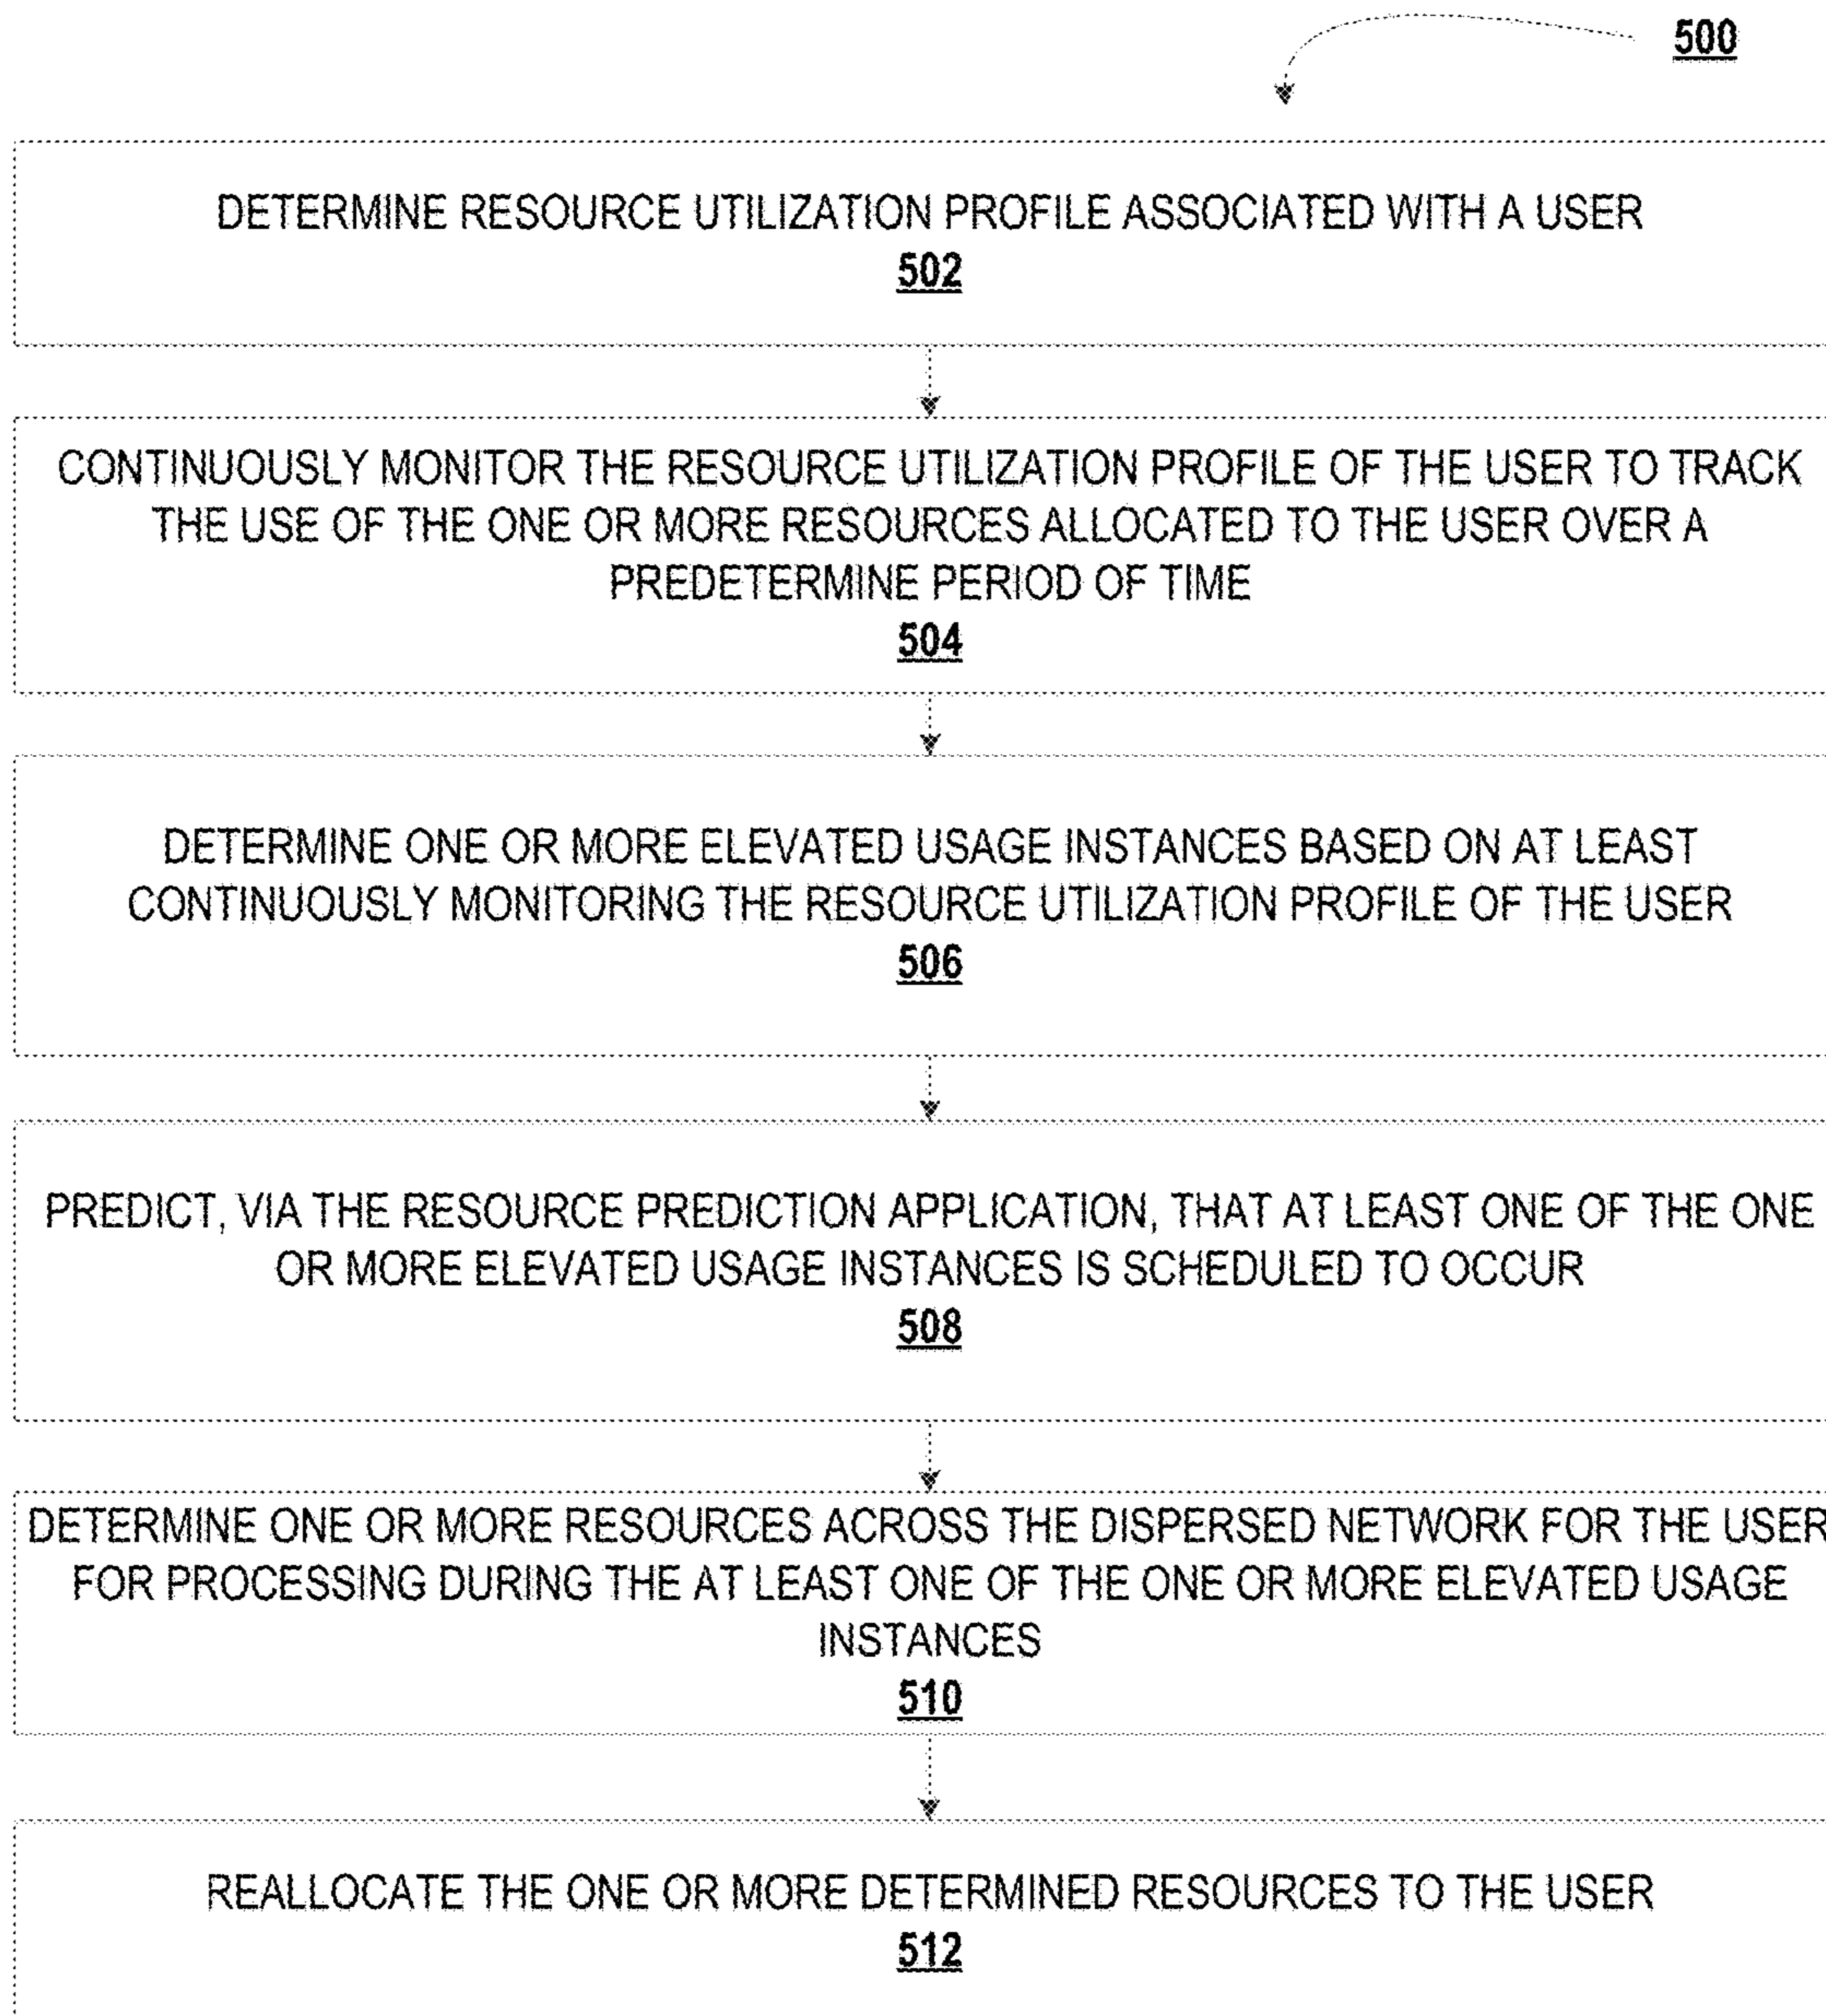 500
DETERMINE RESOURCE UTILIZATION PROFILE ASSOCIATED WITH A USER
502
CONTINUOUSLY MONITOR THE RESOURCE UTILIZATION PROFILE OF THE USER TO TRACK
THE USE OF THE ONE OR MORE RESOURCES ALLOCATED TO THE USER OVER A
PREDETERMINE PERIOD OF TIME
504
DETERMINE ONE OR MORE ELEVATED USAGE INSTANCES BASED ON AT LEAST
CONTINUOUSLY MONITORING THE RESOURCE UTILIZATION PROFILE OF THE USER
506
PREDICT, VIA THE RESOURCE PREDICTION APPLICATION, THAT AT LEAST ONE OF THE ONE
OR MORE ELEVATED USAGE INSTANCES IS SCHEDULED TO OCCUR
508
DETERMINE ONE OR MORE RESOURCES ACROSS THE DISPERSED NETWORK FOR THE USER
FOR PROCESSING DURING THE AT LEAST ONE OF THE ONE OR MORE ELEVATED USAGE
INSTANCES
510
REALLOCATE THE ONE OR MORE DETERMINED RESOURCES TO THE USER
512